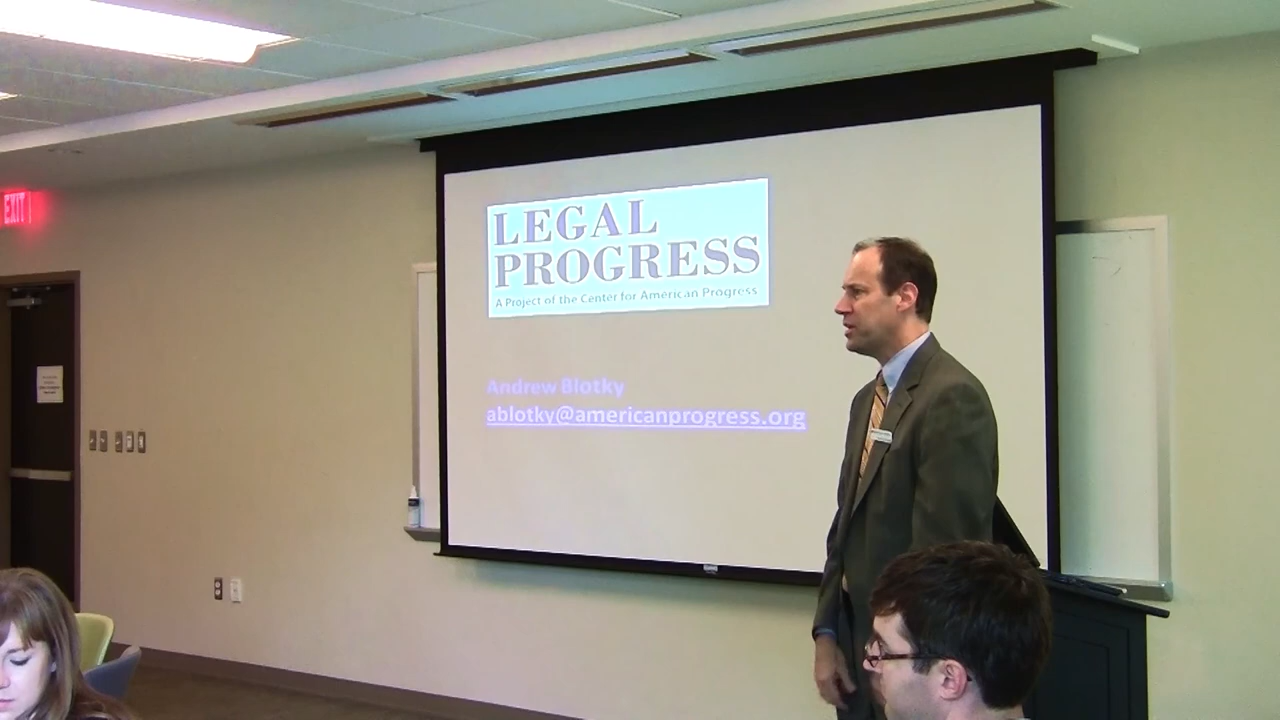 EXIT
LEGAL
PROGRESS
A Project of the Center for American Progress
Andrew Blotky
ablotky@americanprogress.org